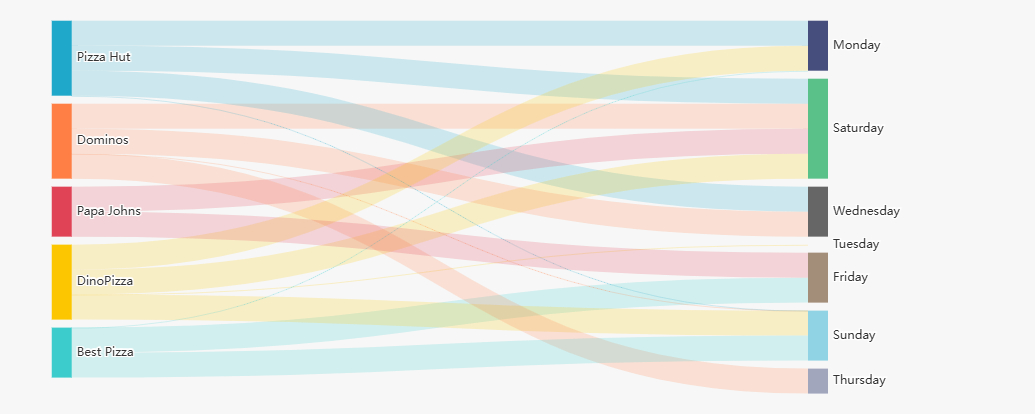 Pizza Hut
Dominos
Papa Johns
DinoPizza
Best Pizza
Monday
Saturday
Wednesday
Tuesday
Friday
Sunday
Thursday